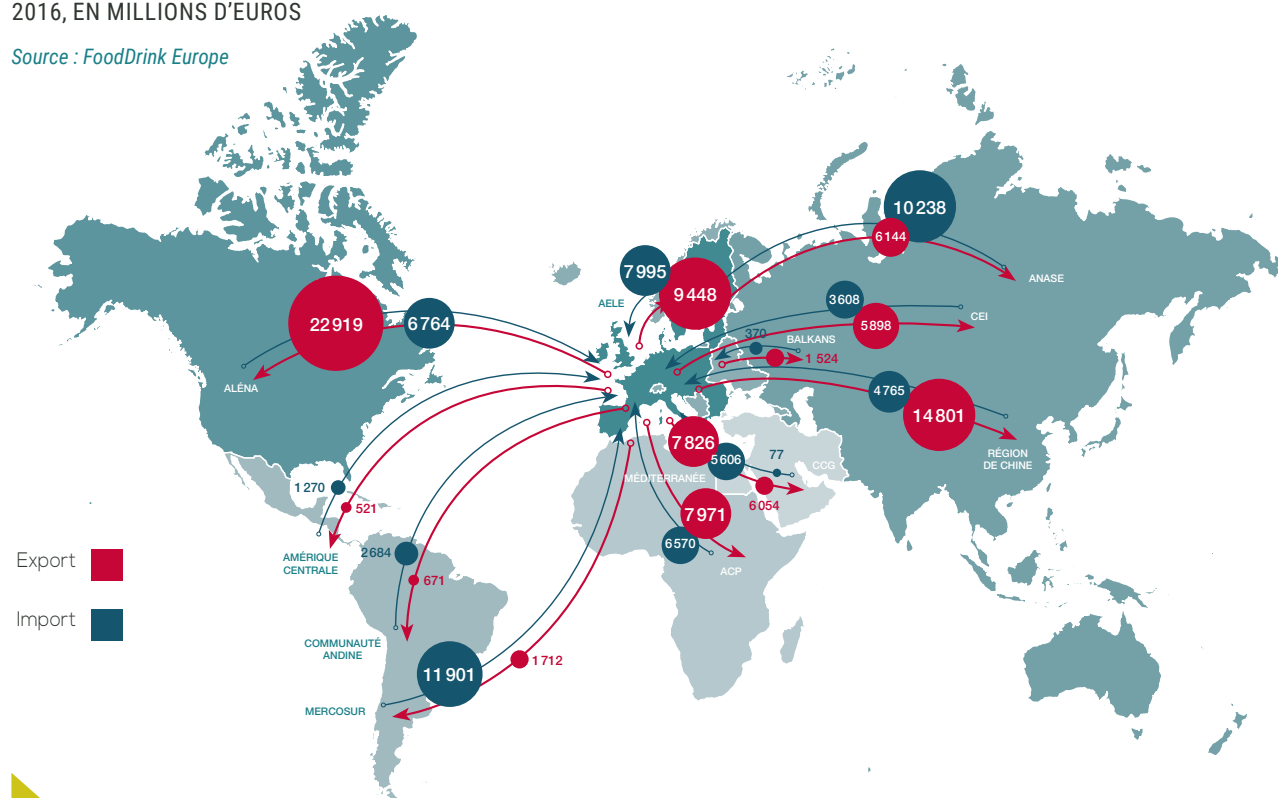 2016, EN MILLIONS D’EUROS
Source : FoodDrink Europe
10 238
6 144
ANASE
7 995
9 448
AELE
3 608
5 898
CEI
22 919
6 764
ALÉNA
370
BALKANS
1 524
4 765
14 801
RÉGION
DE CHINE
7 826
5 606
77
CCG
MÉDITERRANÉE
6 054
1 270
521
AMÉRIQUE
CENTRALE
7 971
6 570
ACP
2 684
671
COMMUNAUTÉ
ANDINE
11 901
1 712
MERCOSUR
Export
Import